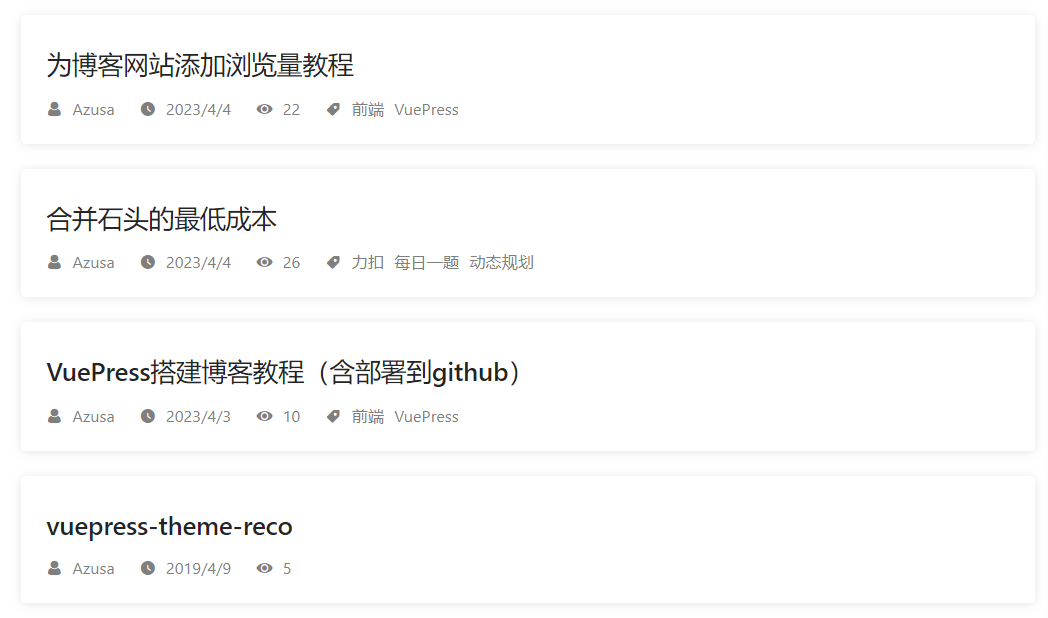 为博客网站添加浏览量教程
Azusa 2023/4/4 22 前端 VuePress
合并石头的最低成本
Azusa 2023/4/4 26 力扣 每日一题 动态规划
VuePress搭建博客教程（含部署到github）
Azusa 2023/4/3 10 前端 VuePress
vuepress-theme-reco
Azusa 2019/4/9 5